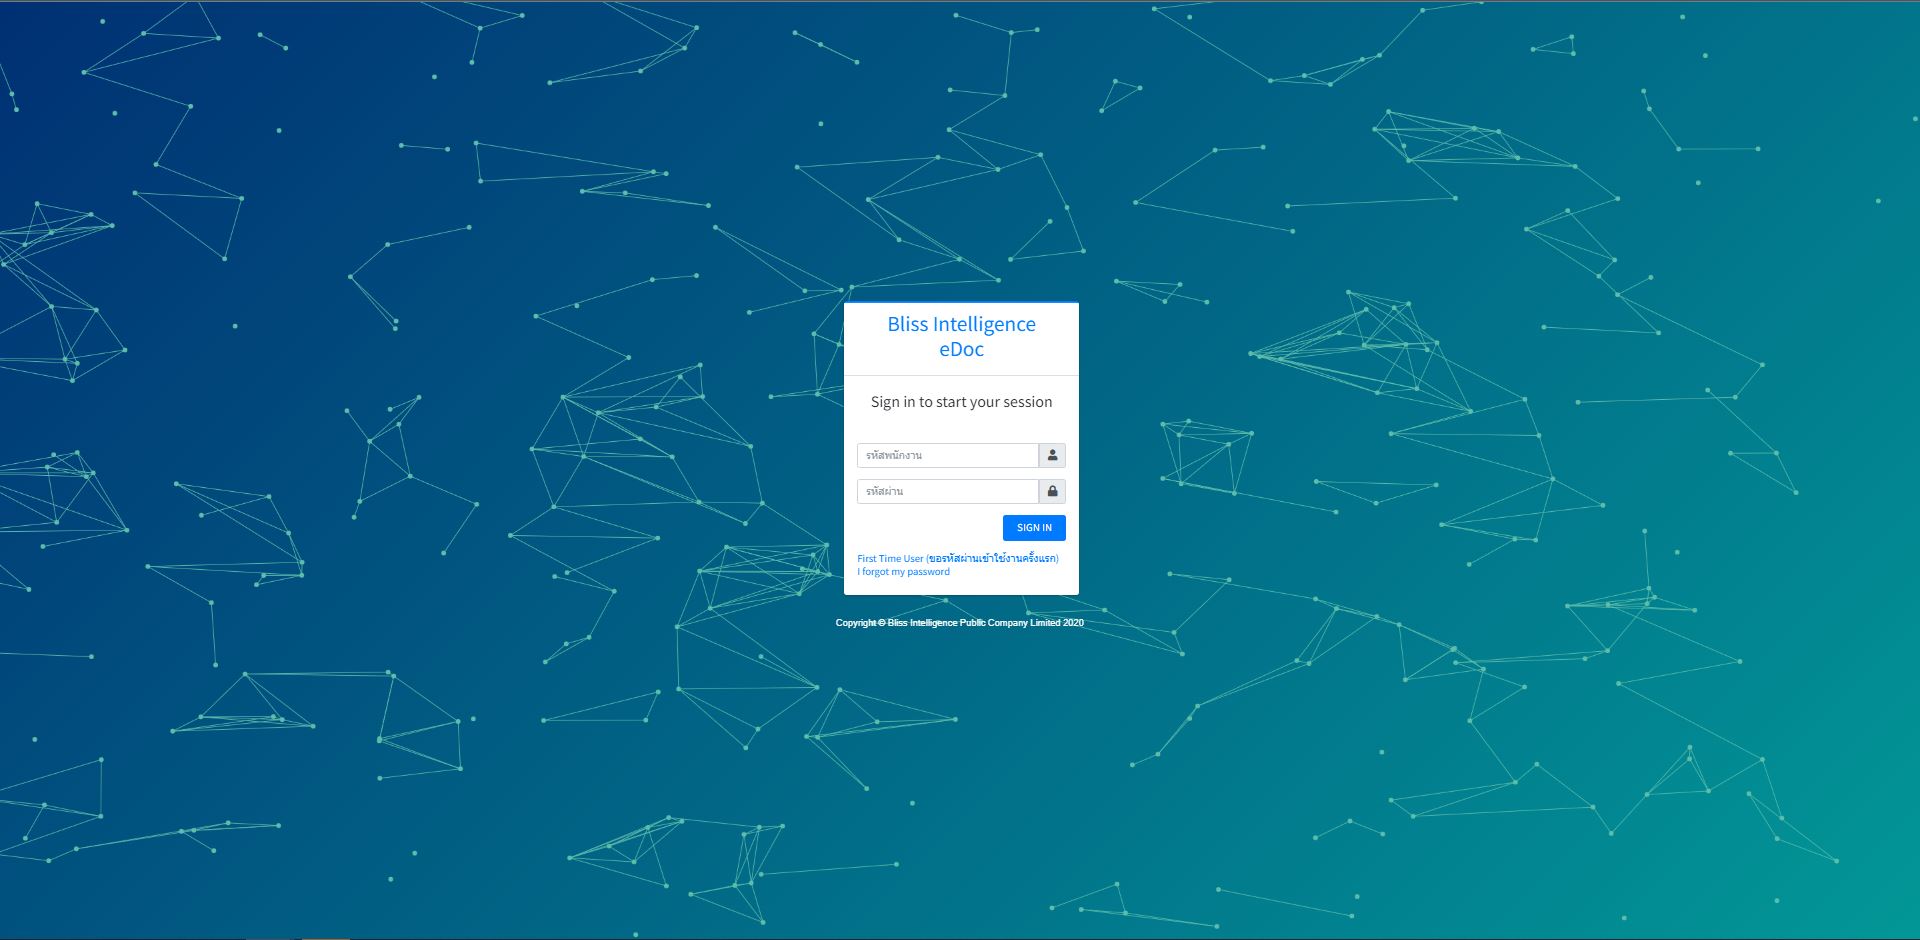 Bliss Intelligence
eDoc
Sign in to start your session
รหัสพนักงาน
รหัสผ่าน
SIGN IN
First Time User (ขอรหัสผ่านเข้าใช้งานครั้งแรก)
I forgot my password
Copyright © Bliss Intelligence Public Company Limited 2020